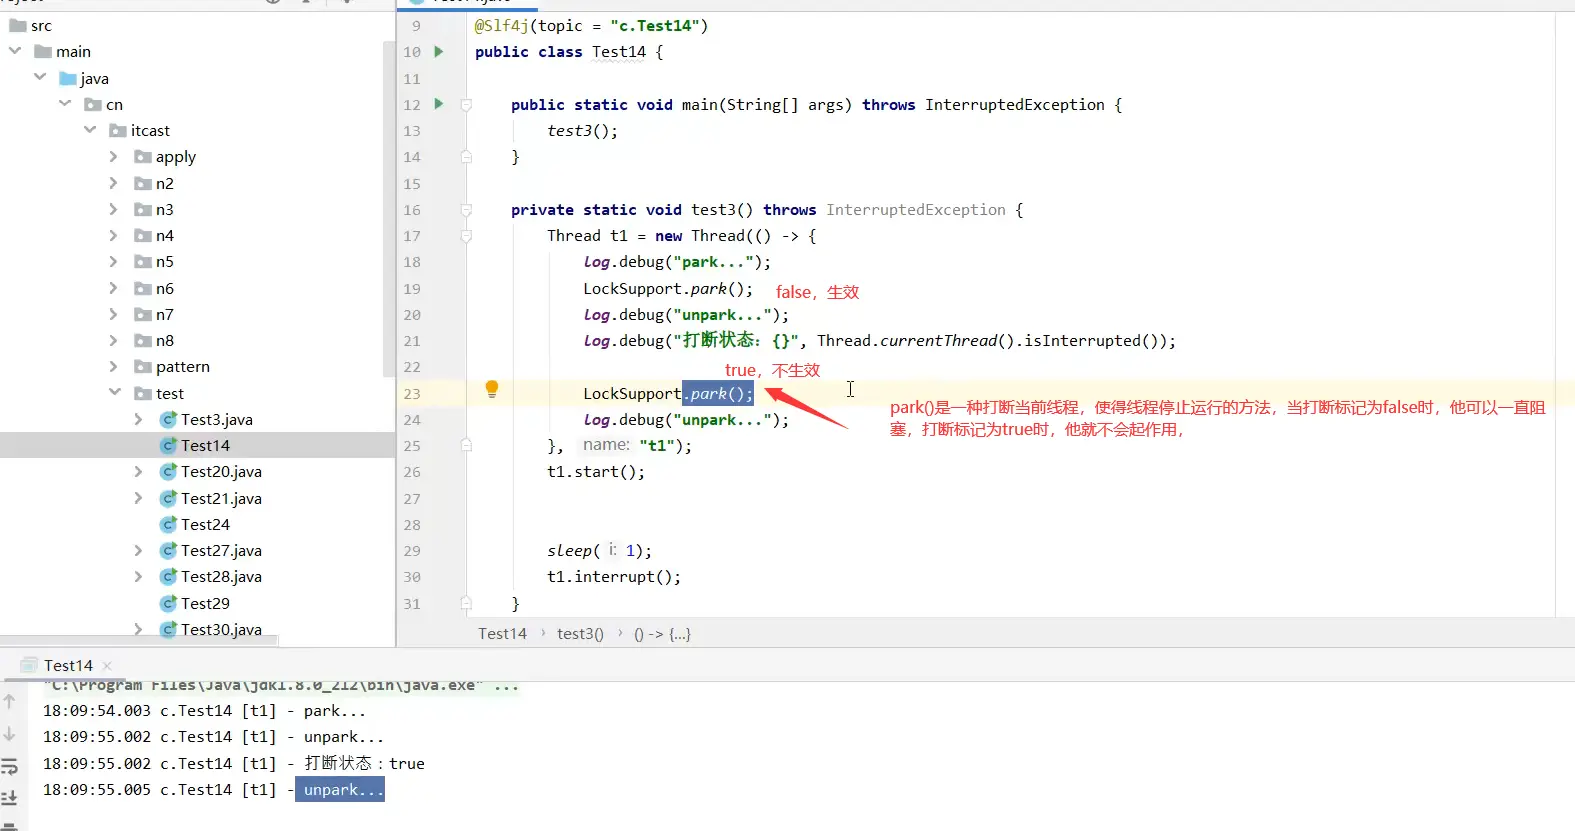 src
main
java
cn
itcast
apply
n2
n3
n4
n5
n6
n7
n8
pattern
test
Test3.java
Test14
Test20.java
Test21.java
Test24
Test27.java
Test28.java
Test29
Test30.java
9 @Slf4j(topic = "c.Test14")
10 public class Test14 {
11
12 public static void main(String[] args) throws InterruptedException {
13 test3();
14 }
15
16 private static void test3() throws InterruptedException {
17 Thread t1 = new Thread(() -> {
18 log.debug("park...");
19 LockSupport.park(); false，生效
20 log.debug("unpark...");
21 log.debug("打断状态：{}", Thread.currentThread().isInterrupted());
22
true，不生效
23 LockSupport.park();
park()是一种打断当前线程，使得线程停止运行的方法，当打断标记为false时，他可以一直阻
塞，打断标记为true时，他就不会起作用，
24 log.debug("unpark...");
25 }, name: "t1");
26 t1.start();
27
28
29 sleep( i: 1);
30 t1.interrupt();
31 }
Test14 › test3() › () -> {...}
Test14 ×
"C:\Program Files\Java\jdk1.8.0_212\bin\java.exe" ...
18:09:54.003 c.Test14 [t1] - park...
18:09:55.002 c.Test14 [t1] - unpark...
18:09:55.002 c.Test14 [t1] - 打断状态：true
18:09:55.005 c.Test14 [t1] - unpark...